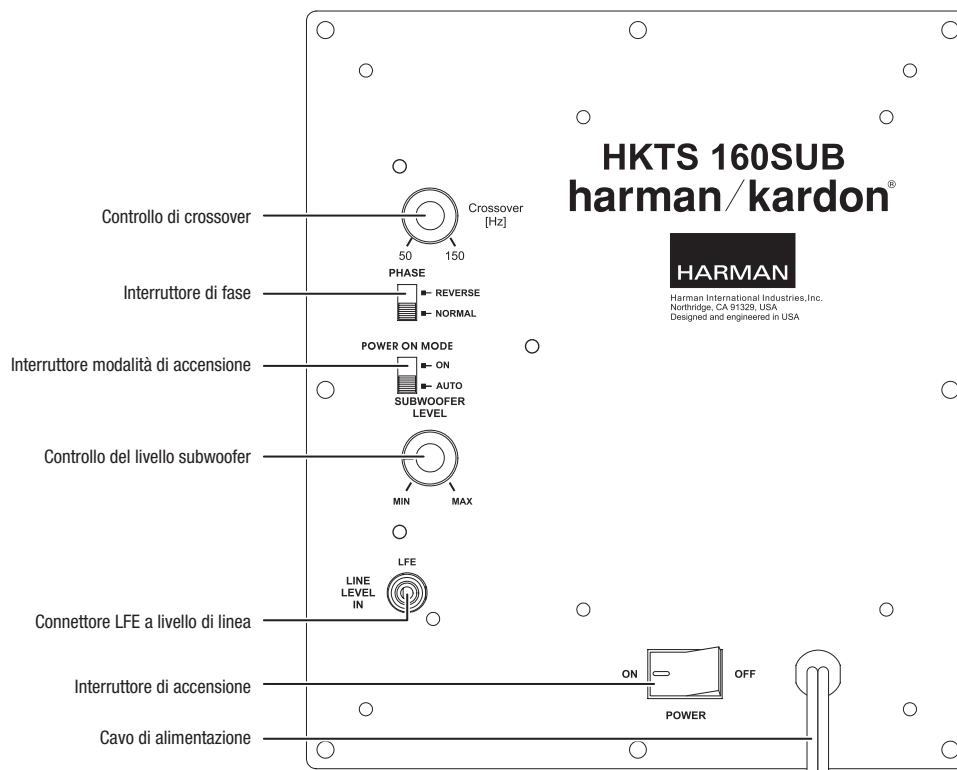 HKTS 160SUB
harman/kardon®
HARMAN
Harman International Industries,Inc.
Northridge, CA 91329, USA
Designed and engineered in USA
Controllo di crossover
Crossover
[Hz]
50 150
PHASE
Interruttore di fase
REVERSE
NORMAL
POWER ON MODE
Interruttore modalità di accensione
ON
AUTO
SUBWOOFER
LEVEL
Controllo del livello subwoofer
MIN MAX
LFE
LINE
LEVEL
IN
Connettore LFE a livello di linea
ON OFF
Interruttore di accensione
POWER
Cavo di alimentazione